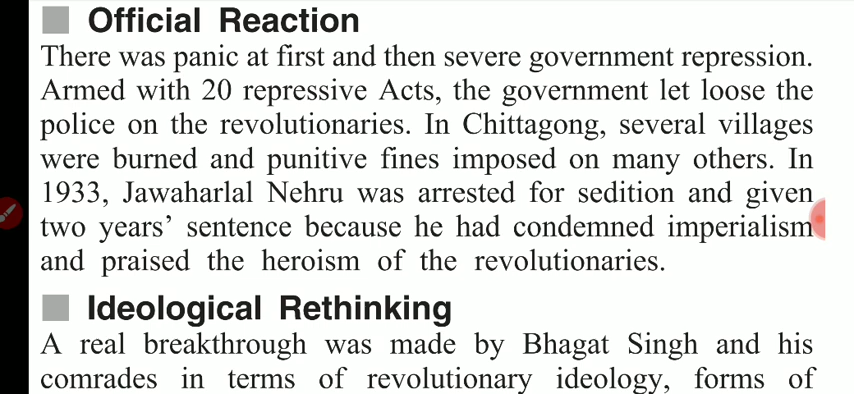 Official Reaction
There was panic at first and then severe government repression.
Armed with 20 repressive Acts, the government let loose the
police on the revolutionaries. In Chittagong, several villages
were burned and punitive fines imposed on many others. In
1933, Jawaharlal Nehru was arrested for sedition and given
two years’ sentence because he had condemned imperialism
and praised the heroism of the revolutionaries.
Ideological Rethinking
A real breakthrough was made by Bhagat Singh and his
comrades in terms of revolutionary ideology, forms of